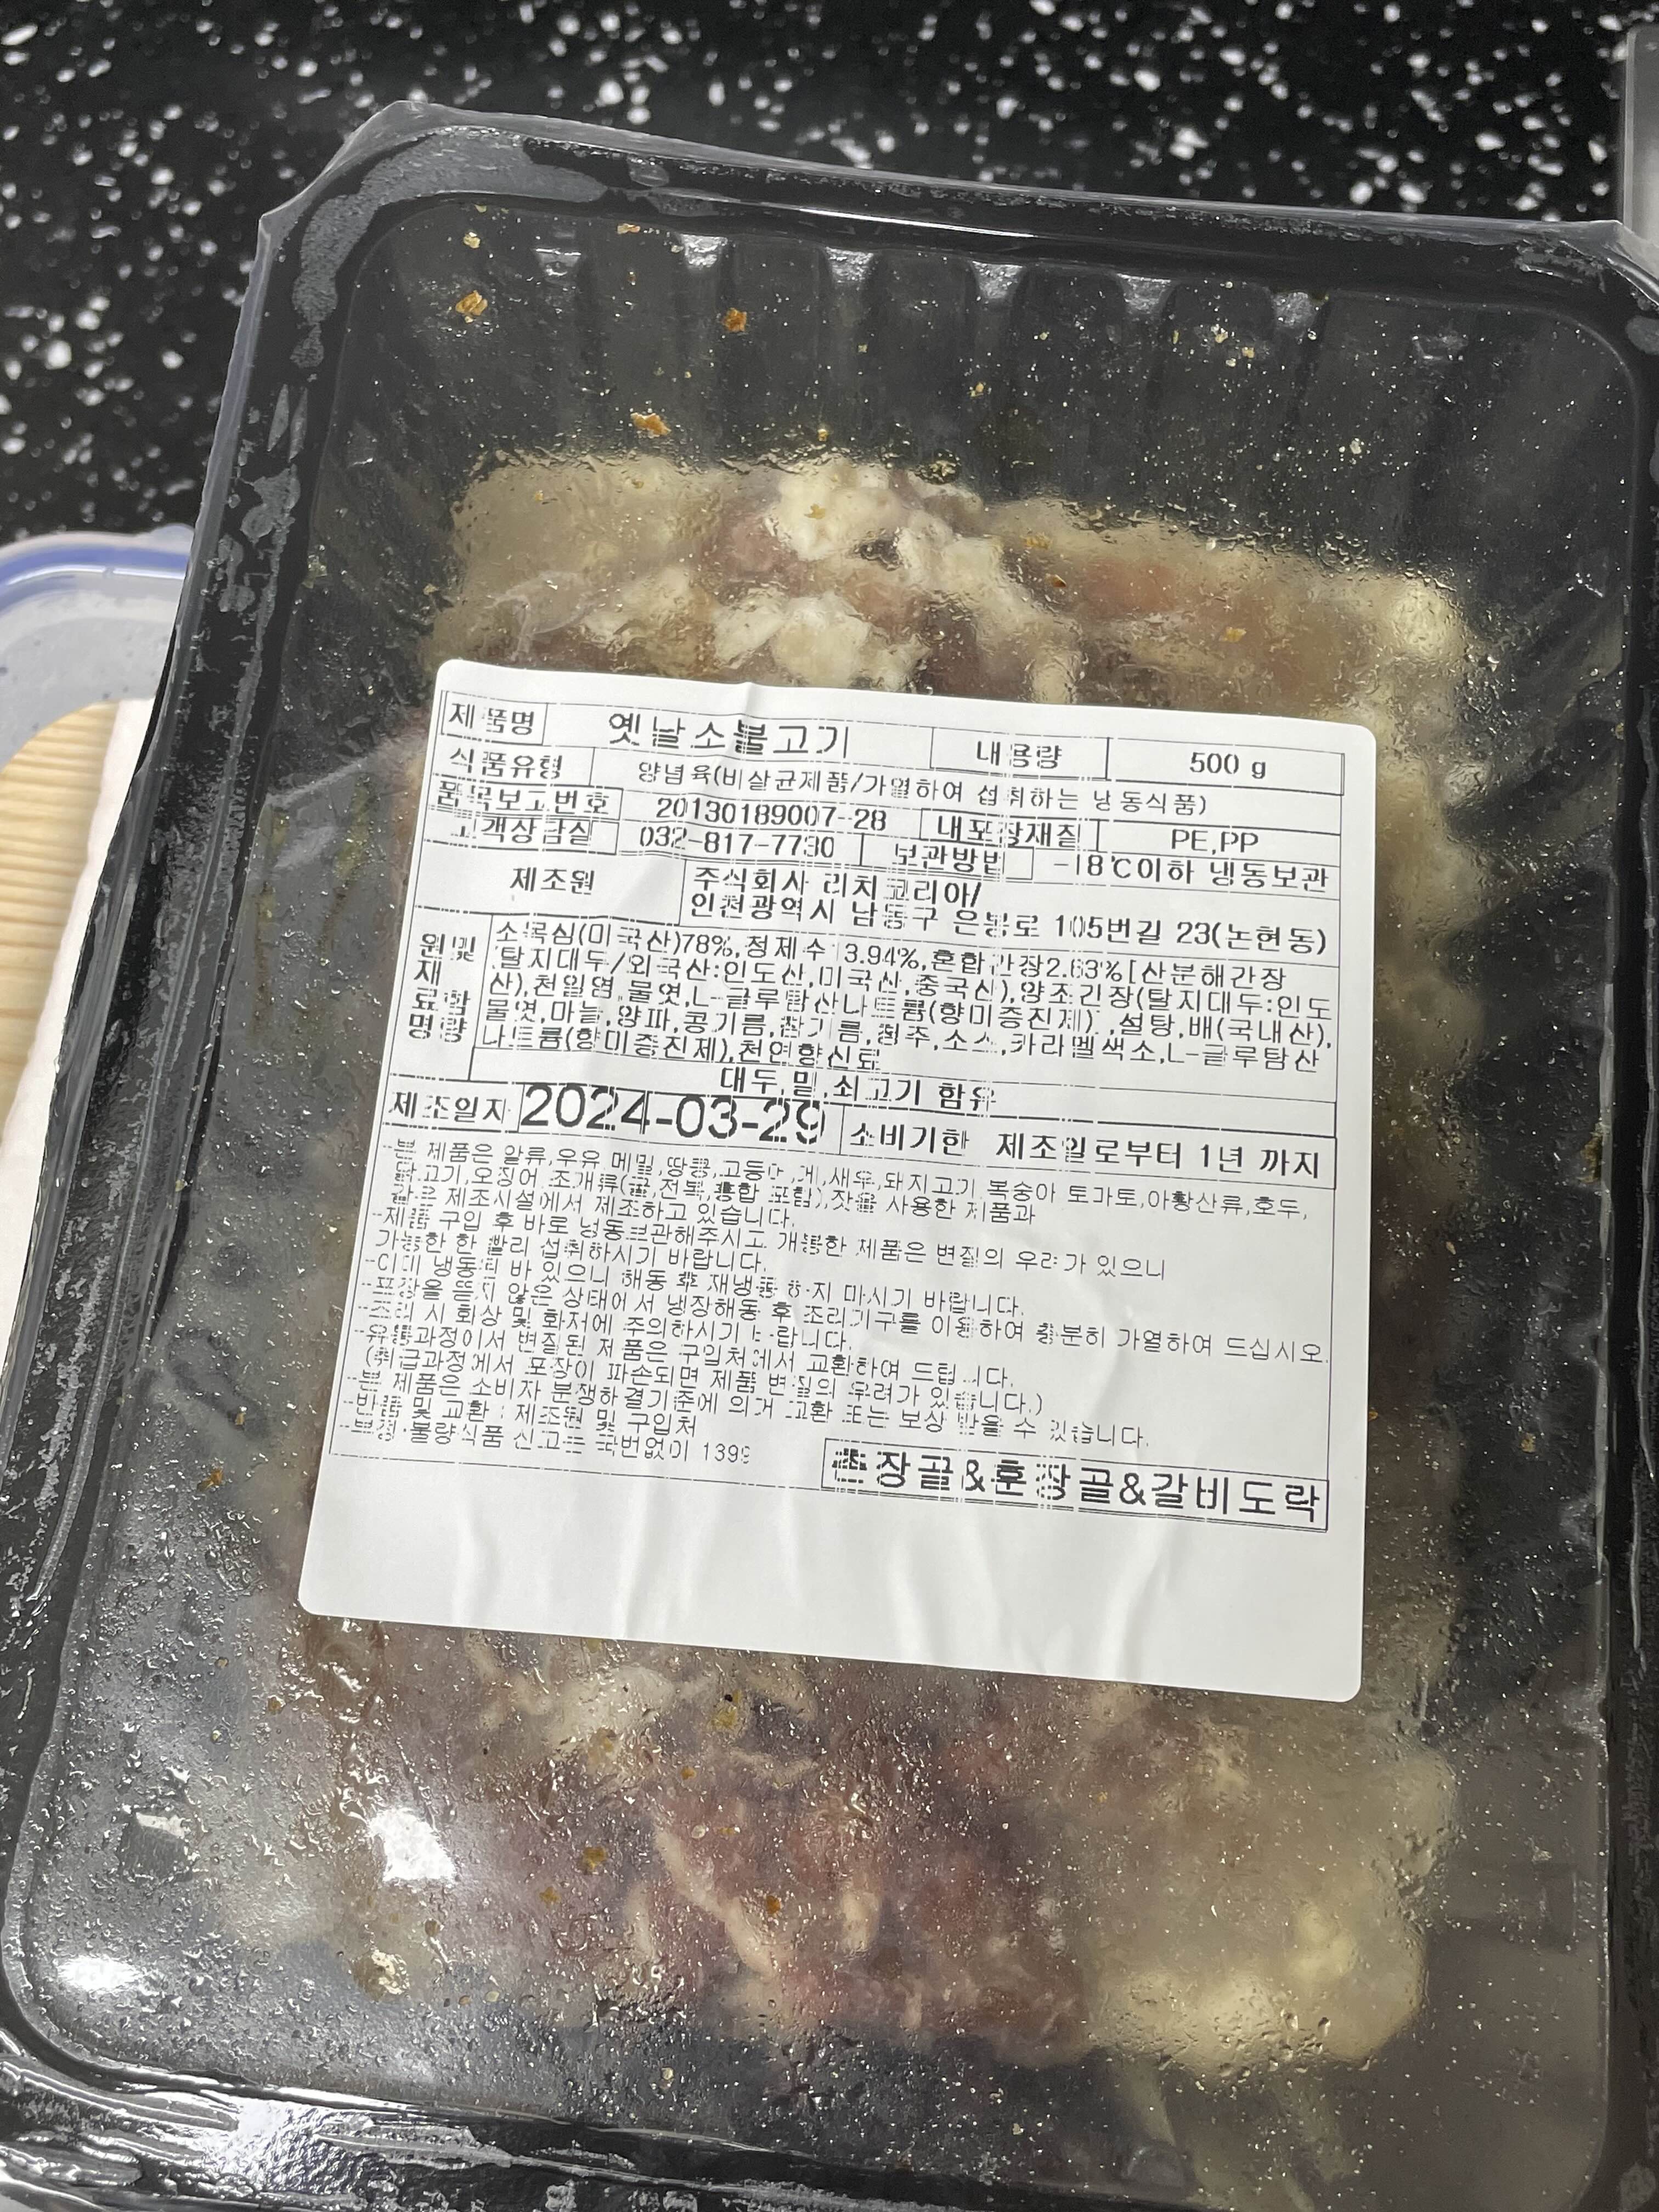 제품명 옛날소불고기 내용량 500 g
식품유형 양념육(비살균제품/가열하여 섭취하는 냉동식품)
품목보고번호 20130189007-28 내포장재질 PE,PP
고객상담실 032-817-7730 보관방법 -18℃이하 냉동보관
제조원 주식회사 리치코리아/
인천광역시 남동구 은봉로 105번길 23(논현동)
원재료명 및 함량
소목심(미국산)78%,정제수13.94%,혼합간장2.63%[산분해간장
(탈지대두/외국산:인도산,미국산,중국산),양조간장(탈지대두:인도
산),천일염,물엿,L-글루탐산나트륨(향미증진제)],설탕,배(국내산),
물엿,마늘,양파,콩기름,참기름,청주,소스,카라멜색소,L-글루탐산
나트륨(향미증진제),천연향신료
대두,밀,쇠고기 함유
제조일자 2024-03-29 소비기한 제조일로부터 1년 까지
-본 제품은 알류,우유,메밀,땅콩,고등어,게,새우,돼지고기,복숭아,토마토,아황산류,호두,
닭고기,오징어,조개류(굴,전복,홍합 포함),잣을 사용한 제품과
같은 제조시설에서 제조하고 있습니다.
-제품 구입 후 바로 냉동보관해주시고 개봉한 제품은 변질의 우려가 있으니
가능한 한 빨리 섭취하시기 바랍니다.
-이미 냉동된 바 있으니 해동 후 재냉동 하지 마시기 바랍니다.
-포장을 뜯지 않은 상태에서 냉장해동 후 조리기구를 이용하여 충분히 가열하여 드십시오.
-조리 시 화상 및 화재에 주의하시기 바랍니다.
-유통과정에서 변질된 제품은 구입처에서 교환하여 드립니다.
(취급과정에서 포장이 파손되면 제품 변질의 우려가 있습니다.)
-본 제품은 소비자 분쟁해결기준에 의거 교환 또는 보상 받을 수 있습니다.
-반품 및 교환 : 제조원 및 구입처
-부정·불량식품 신고는 국번없이 1399
장골&훈장골&갈비도락